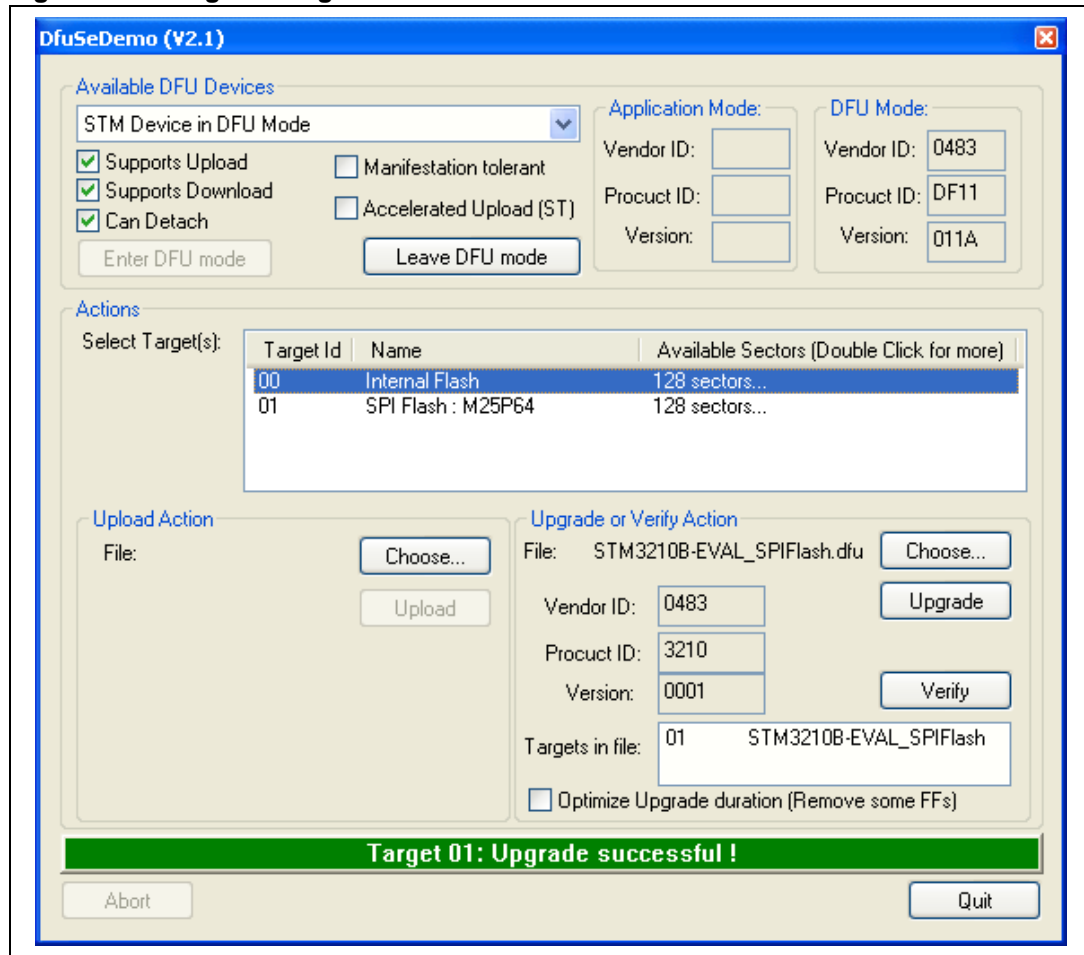 DfuSeDemo (V2.1)
Available DFU Devices
STM Device in DFU Mode
Supports Upload
Manifestation tolerant
Supports Download
Accelerated Upload (ST)
Can Detach
Enter DFU mode
Leave DFU mode
Application Mode:
Vendor ID:
Procuct ID:
Version:
DFU Mode:
Vendor ID: 0483
Procuct ID: DF11
Version: 011A
Actions
Select Target(s):
Target Id Name Available Sectors (Double Click for more)
00 Internal Flash 128 sectors...
01 SPI Flash : M25P64 128 sectors...
Upload Action
File:
Choose...
Upload
Upgrade or Verify Action
File: STM3210B-EVAL_SPIFlash.dfu Choose...
Vendor ID: 0483 Upgrade
Procuct ID: 3210
Version: 0001 Verify
Targets in file: 01 STM3210B-EVAL_SPIFlash
Optimize Upgrade duration (Remove some FFs)
Target 01: Upgrade successful !
Abort
Quit